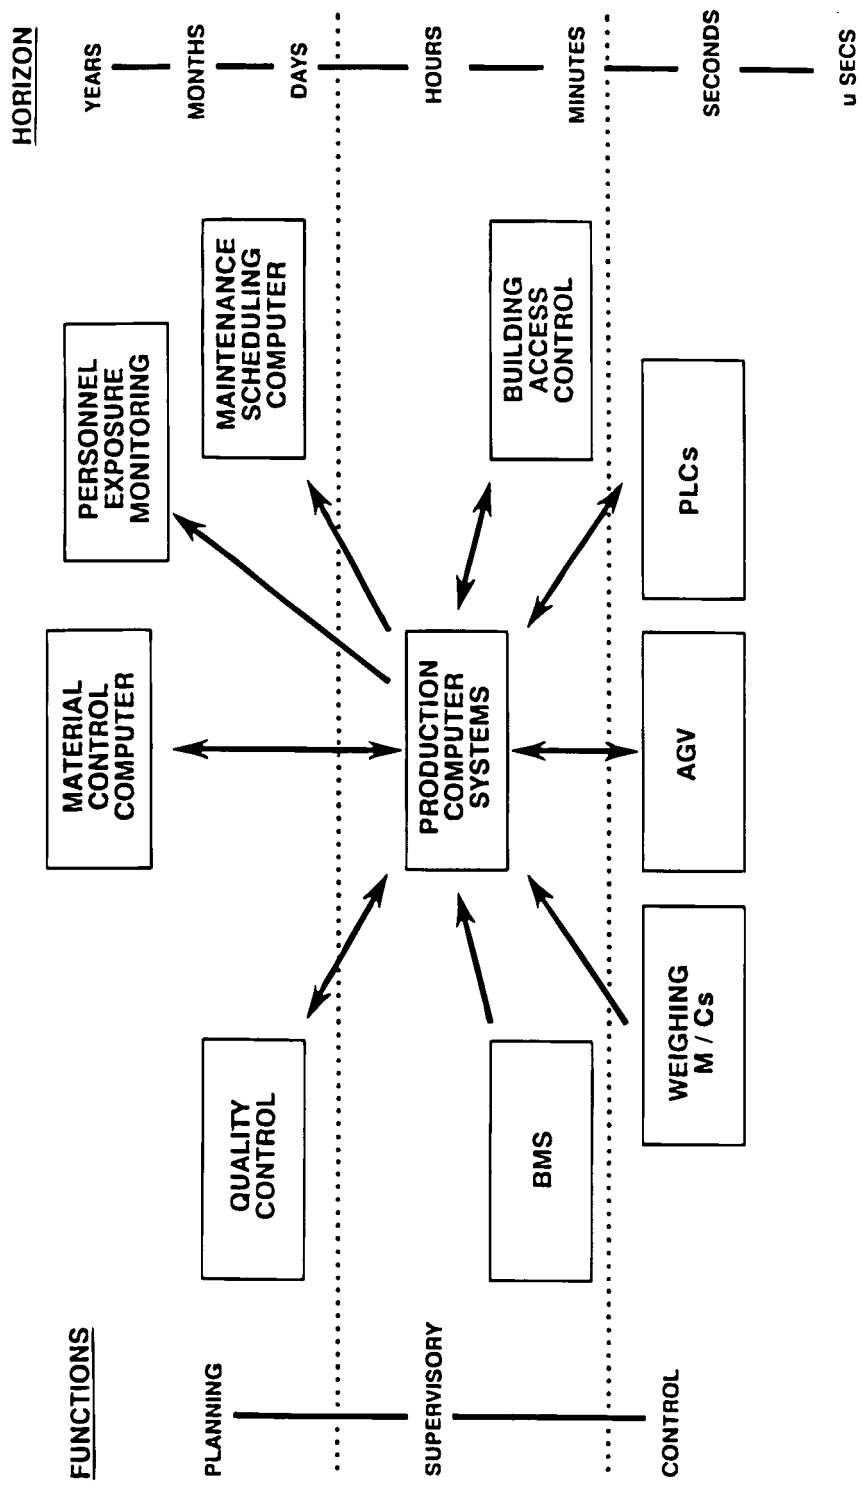 FUNCTIONS
HORIZON
PLANNING
SUPERVISORY
CONTROL
MATERIAL
CONTROL
COMPUTER
PERSONNEL
EXPOSURE
MONITORING
QUALITY
CONTROL
MAINTENANCE
SCHEDULING
COMPUTER
PRODUCTION
COMPUTER
SYSTEMS
BMS
BUILDING
ACCESS
CONTROL
WEIGHING
M / Cs
AGV
PLCs
YEARS
MONTHS
DAYS
HOURS
MINUTES
SECONDS
u SECS